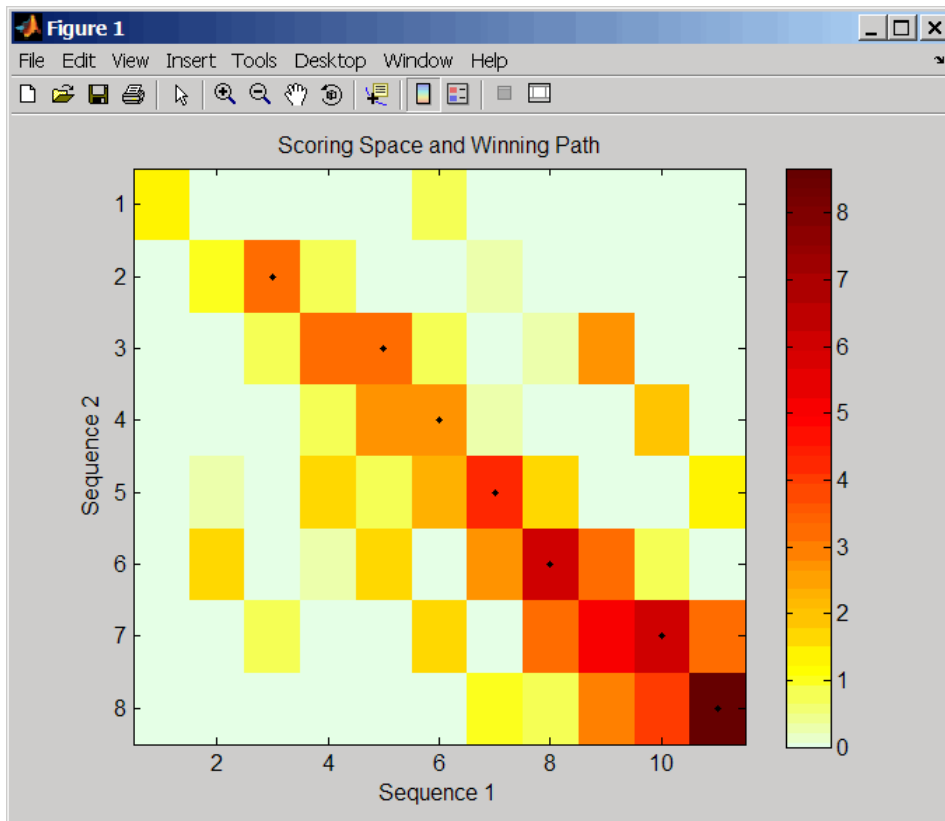 Figure 1
File Edit View Insert Tools Desktop Window Help
Scoring Space and Winning Path
1
2
3
4
5
6
7
8
Sequence 2
2 4 6 8 10
Sequence 1
8
7
6
5
4
3
2
1
0